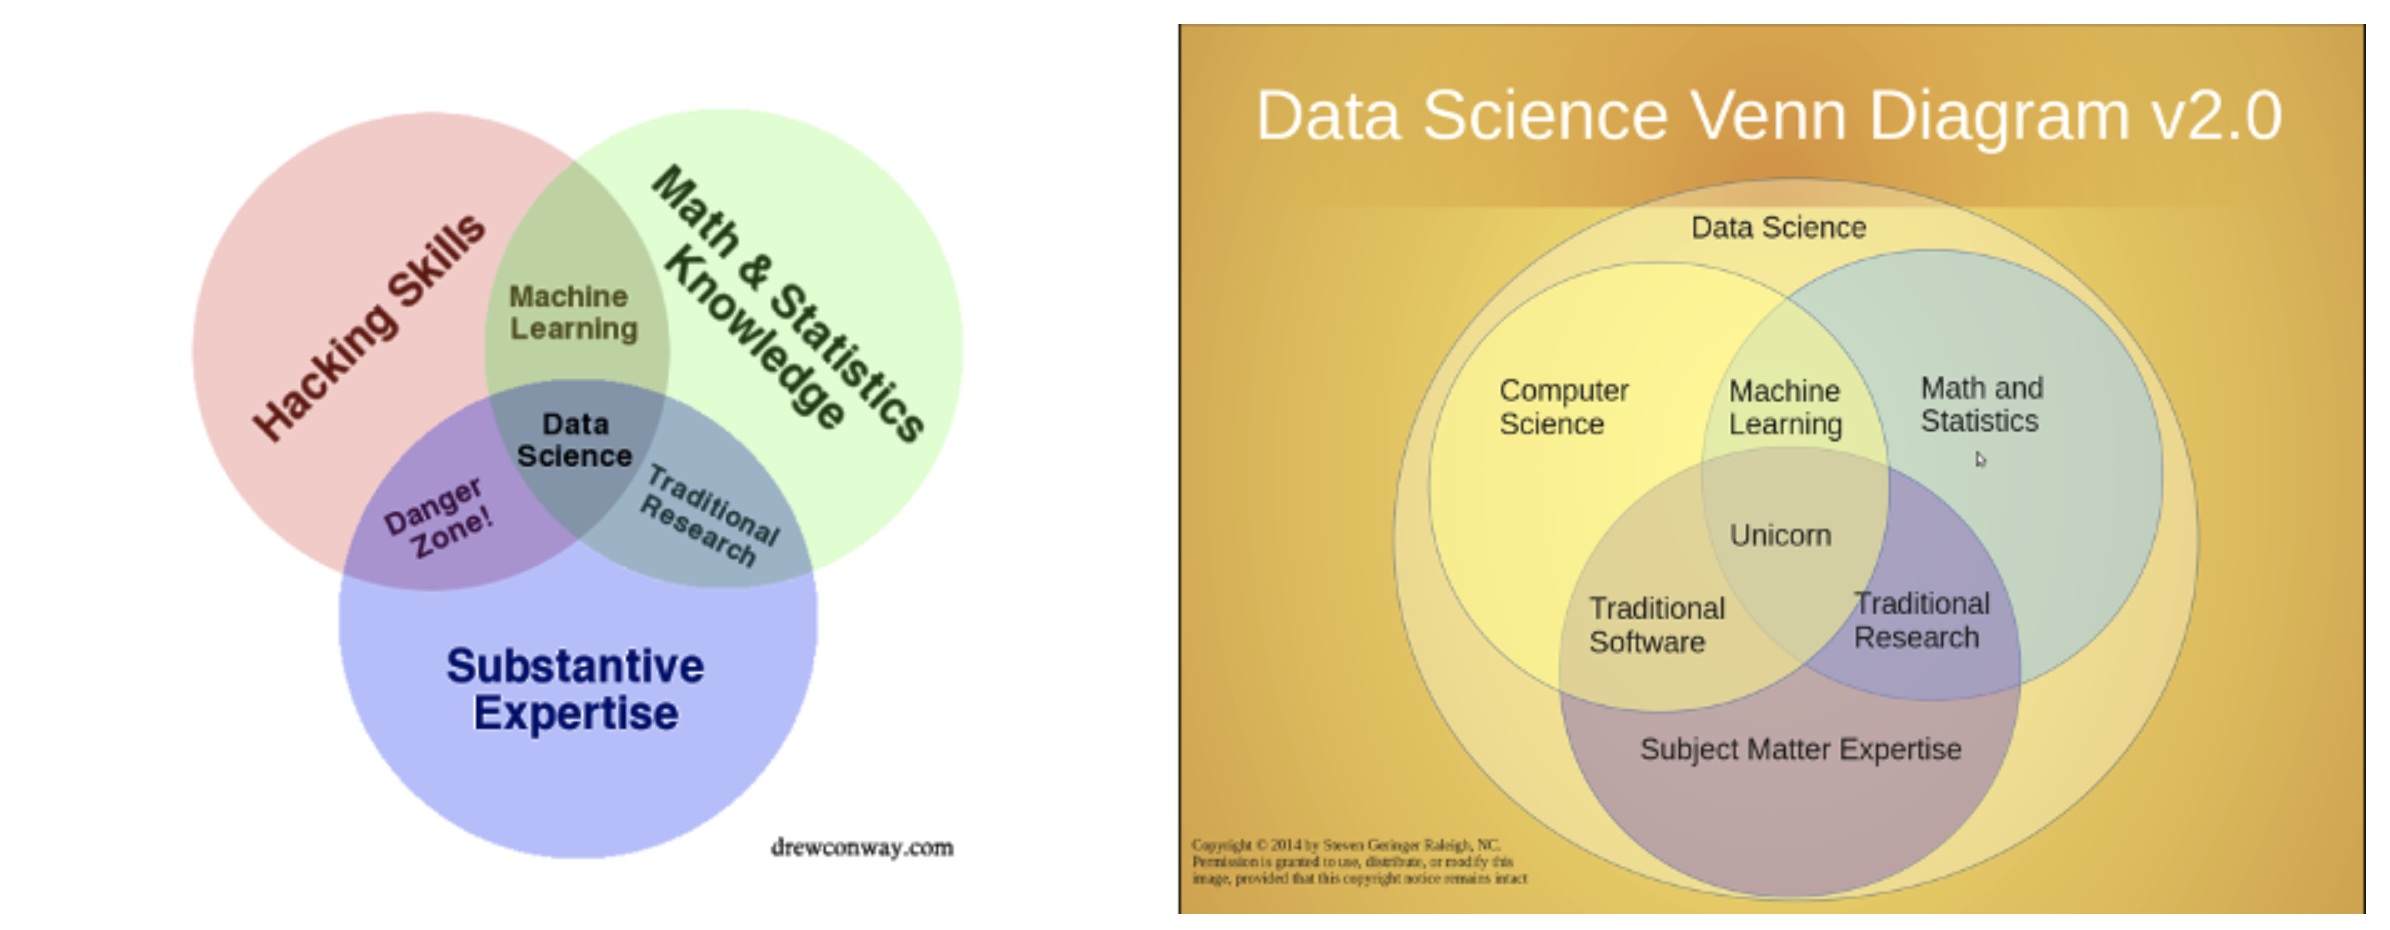 Hacking Skills
Math & Statistics
Knowledge
Machine
Learning
Data
Science
Danger
Zone!
Traditional
Research
Substantive
Expertise
drewconway.com
Data Science Venn Diagram v2.0
Data Science
Computer
Science
Machine
Learning
Math and
Statistics
Unicorn
Traditional
Software
Traditional
Research
Subject Matter Expertise
Copyright © 2014 by Steven Geringer Raleigh, NC.
Permission is granted to use, distribute, or modify this
image, provided that this copyright notice remains intact